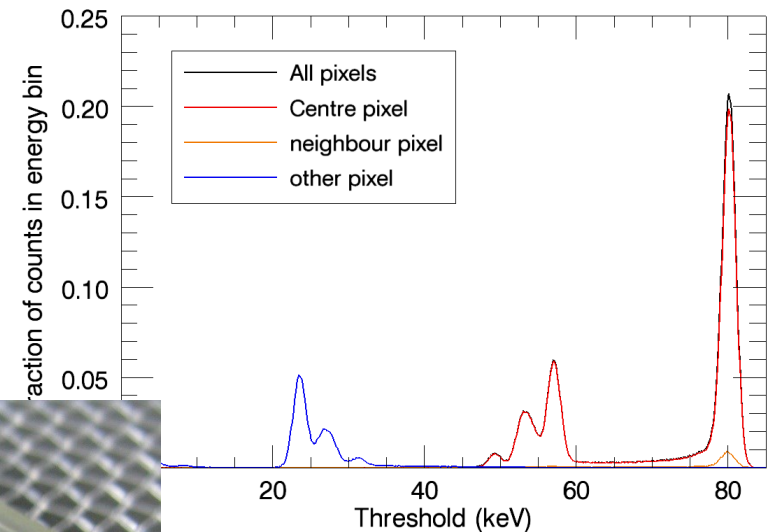 0.25
0.20
0.15
0.10
0.05
raction of counts in energy bin
All pixels
Centre pixel
neighbour pixel
other pixel
20
40
60
80
Threshold (keV)